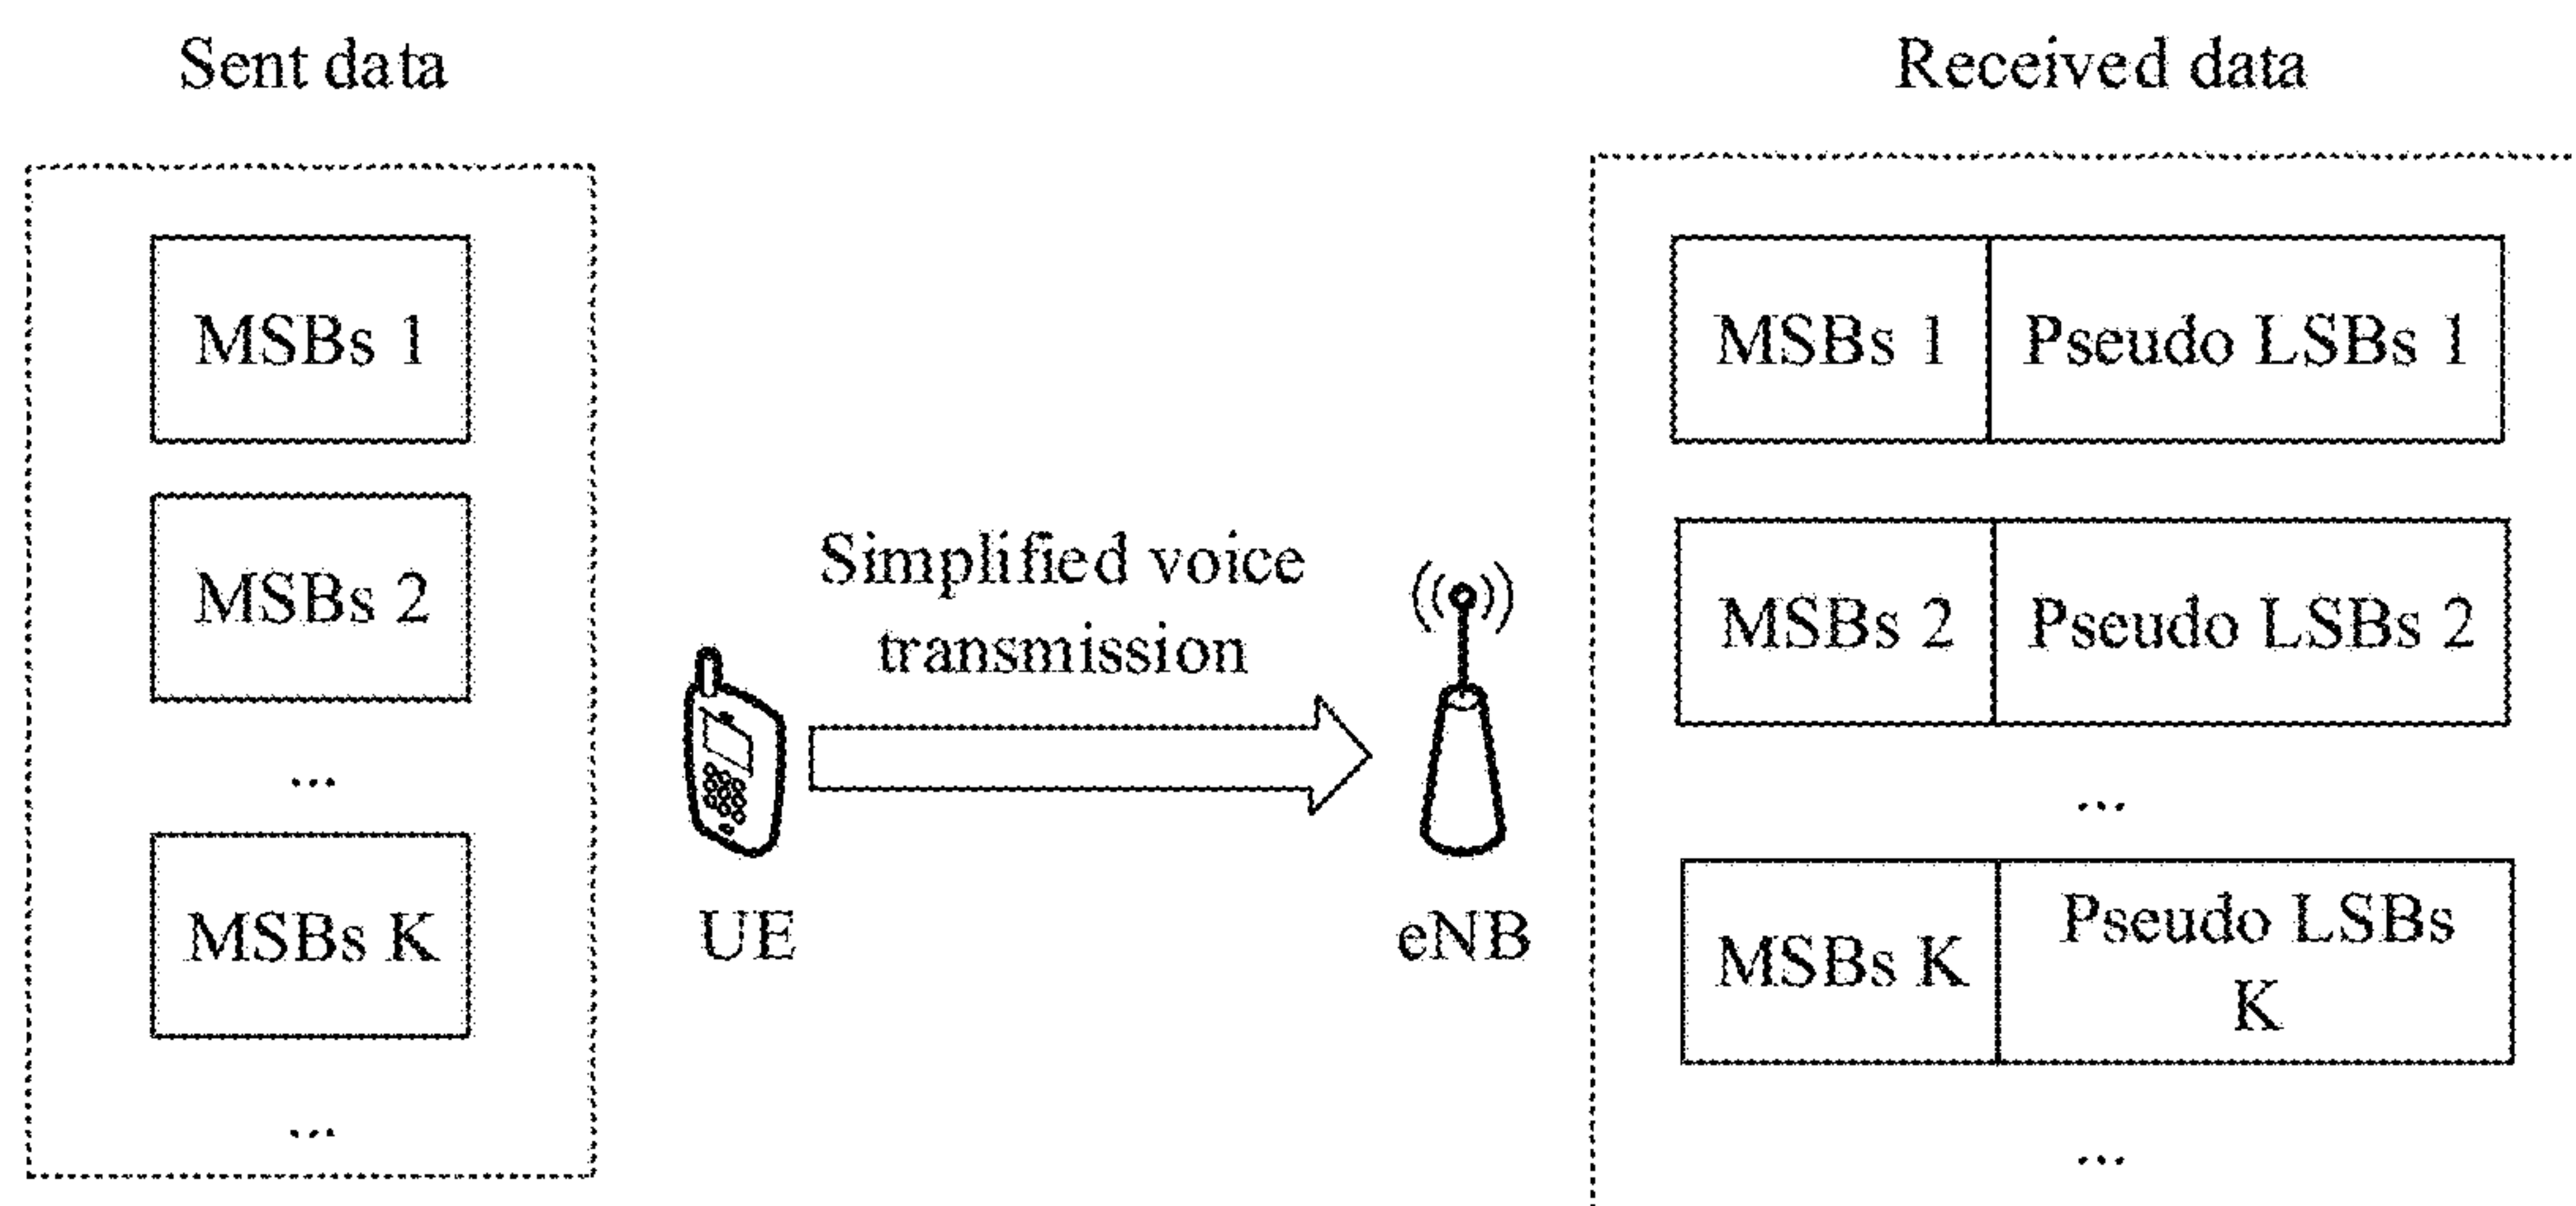 Sent data
MSBs 1
MSBs 2
...
MSBs K
...
Simplified voice
transmission
UE
eNB
Received data
MSBs 1
Pseudo LSBs 1
MSBs 2
Pseudo LSBs 2
...
MSBs K
Pseudo LSBs
K
...